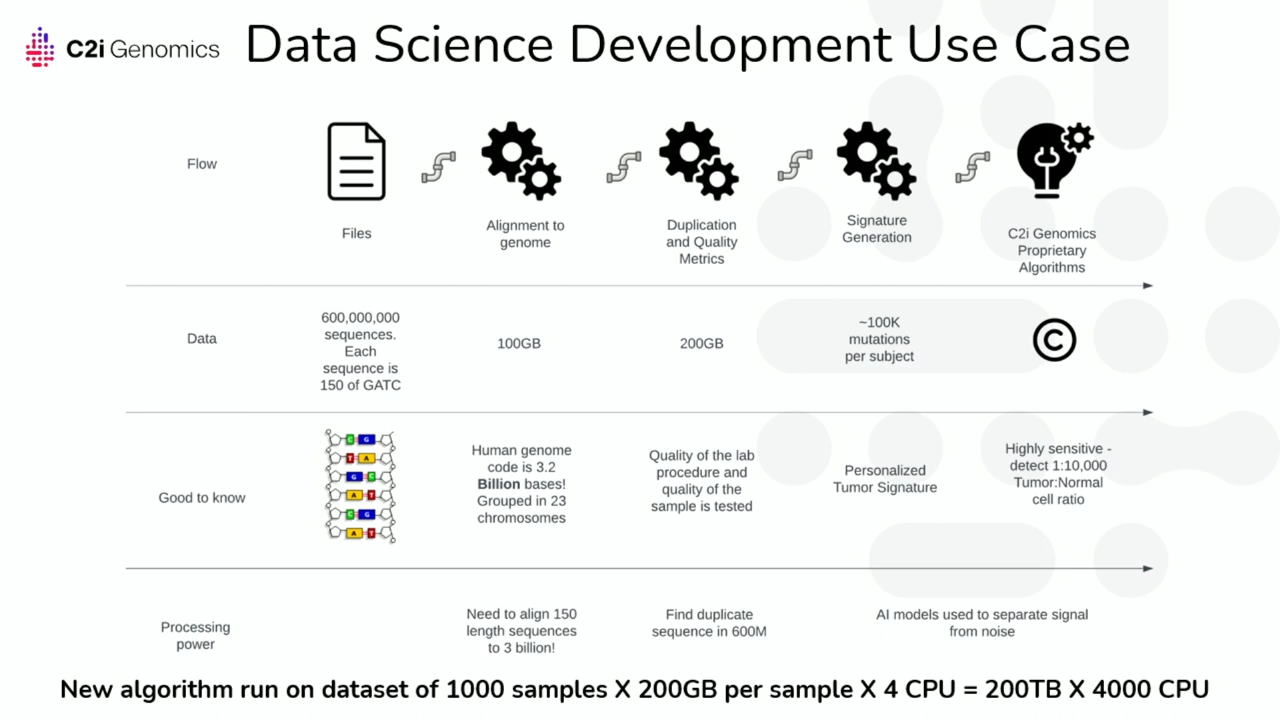 C2i Genomics
Data Science Development Use Case
Flow
Files
Alignment to
genome
Duplication
and Quality
Metrics
Signature
Generation
C2i Genomics
Proprietary
Algorithms
Data
600,000,000
sequences.
Each
sequence is
150 of GATC
100GB
200GB
~100K
mutations
per subject
©
Good to know
C G
T A
G C
A T
C G
A T
Human genome
code is 3.2
Billion bases!
Grouped in 23
chromosomes
Quality of the lab
procedure and
quality of the
sample is tested
Personalized
Tumor Signature
Highly sensitive -
detect 1:10,000
Tumor:Normal
cell ratio
Processing
power
Need to align 150
length sequences
to 3 billion!
Find duplicate
sequence in 600M
AI models used to separate signal
from noise
New algorithm run on dataset of 1000 samples X 200GB per sample X 4 CPU = 200TB X 4000 CPU